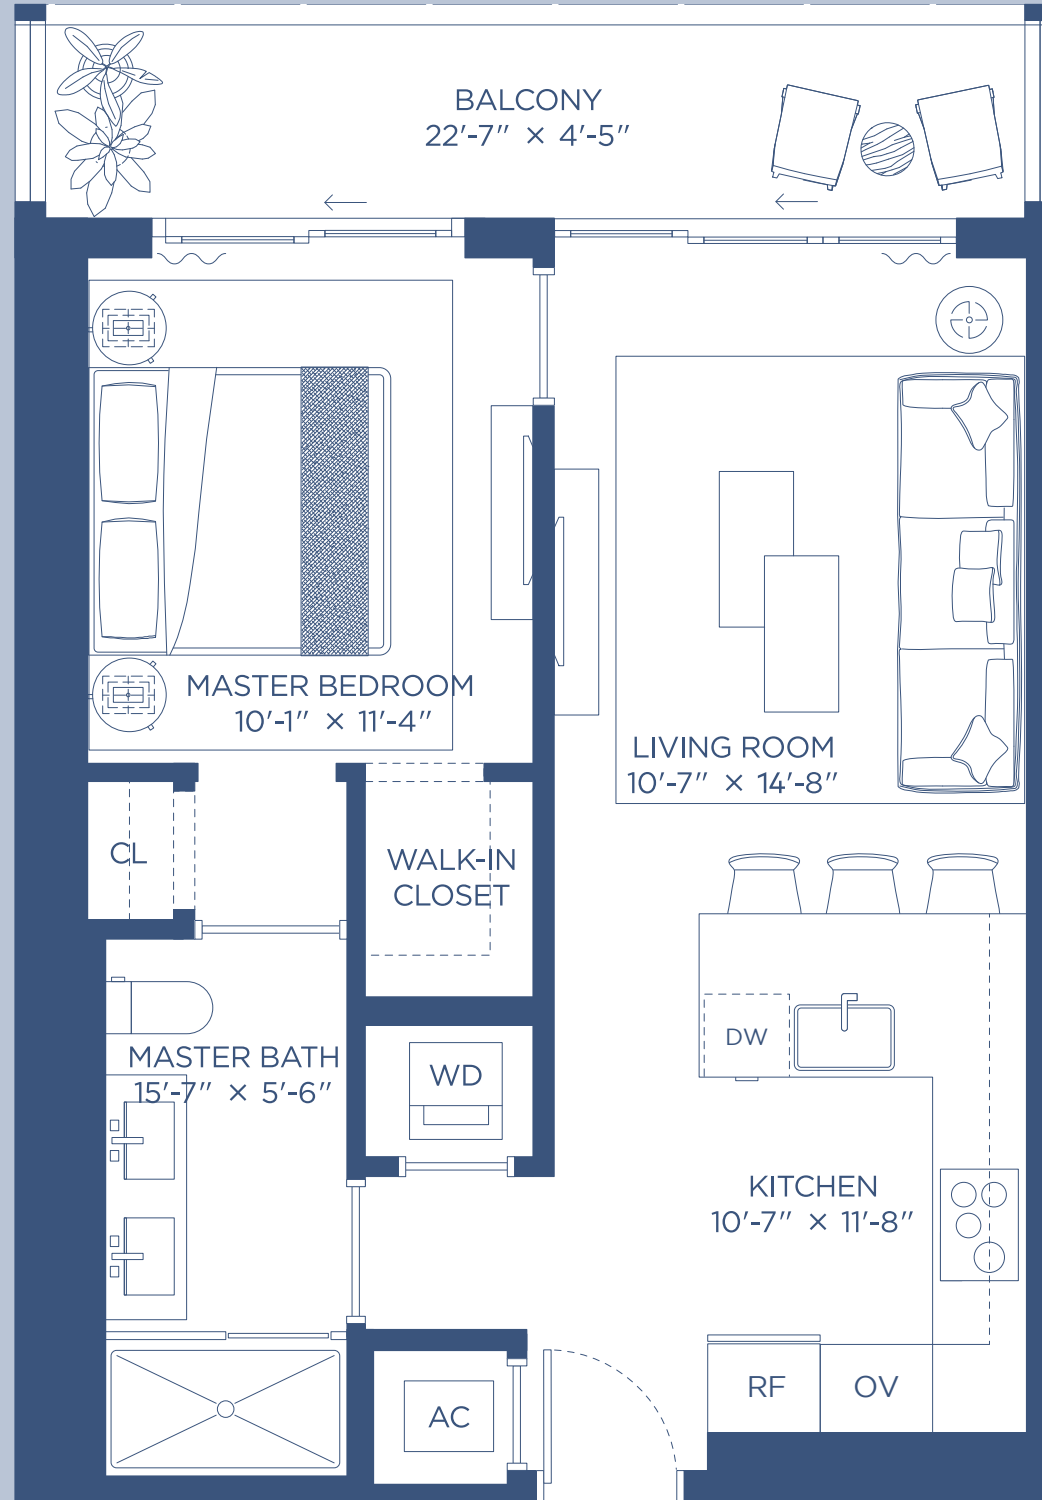 BALCONY
22'-7" × 4'-5"
MASTER BEDROOM
10'-1" × 11'-4"
LIVING ROOM
10'-7" × 14'-8"
CL
WALK-IN
CLOSET
DW
MASTER BATH
15'-7" × 5'-6"
WD
KITCHEN
10'-7" × 11'-8"
RF
OV
AC